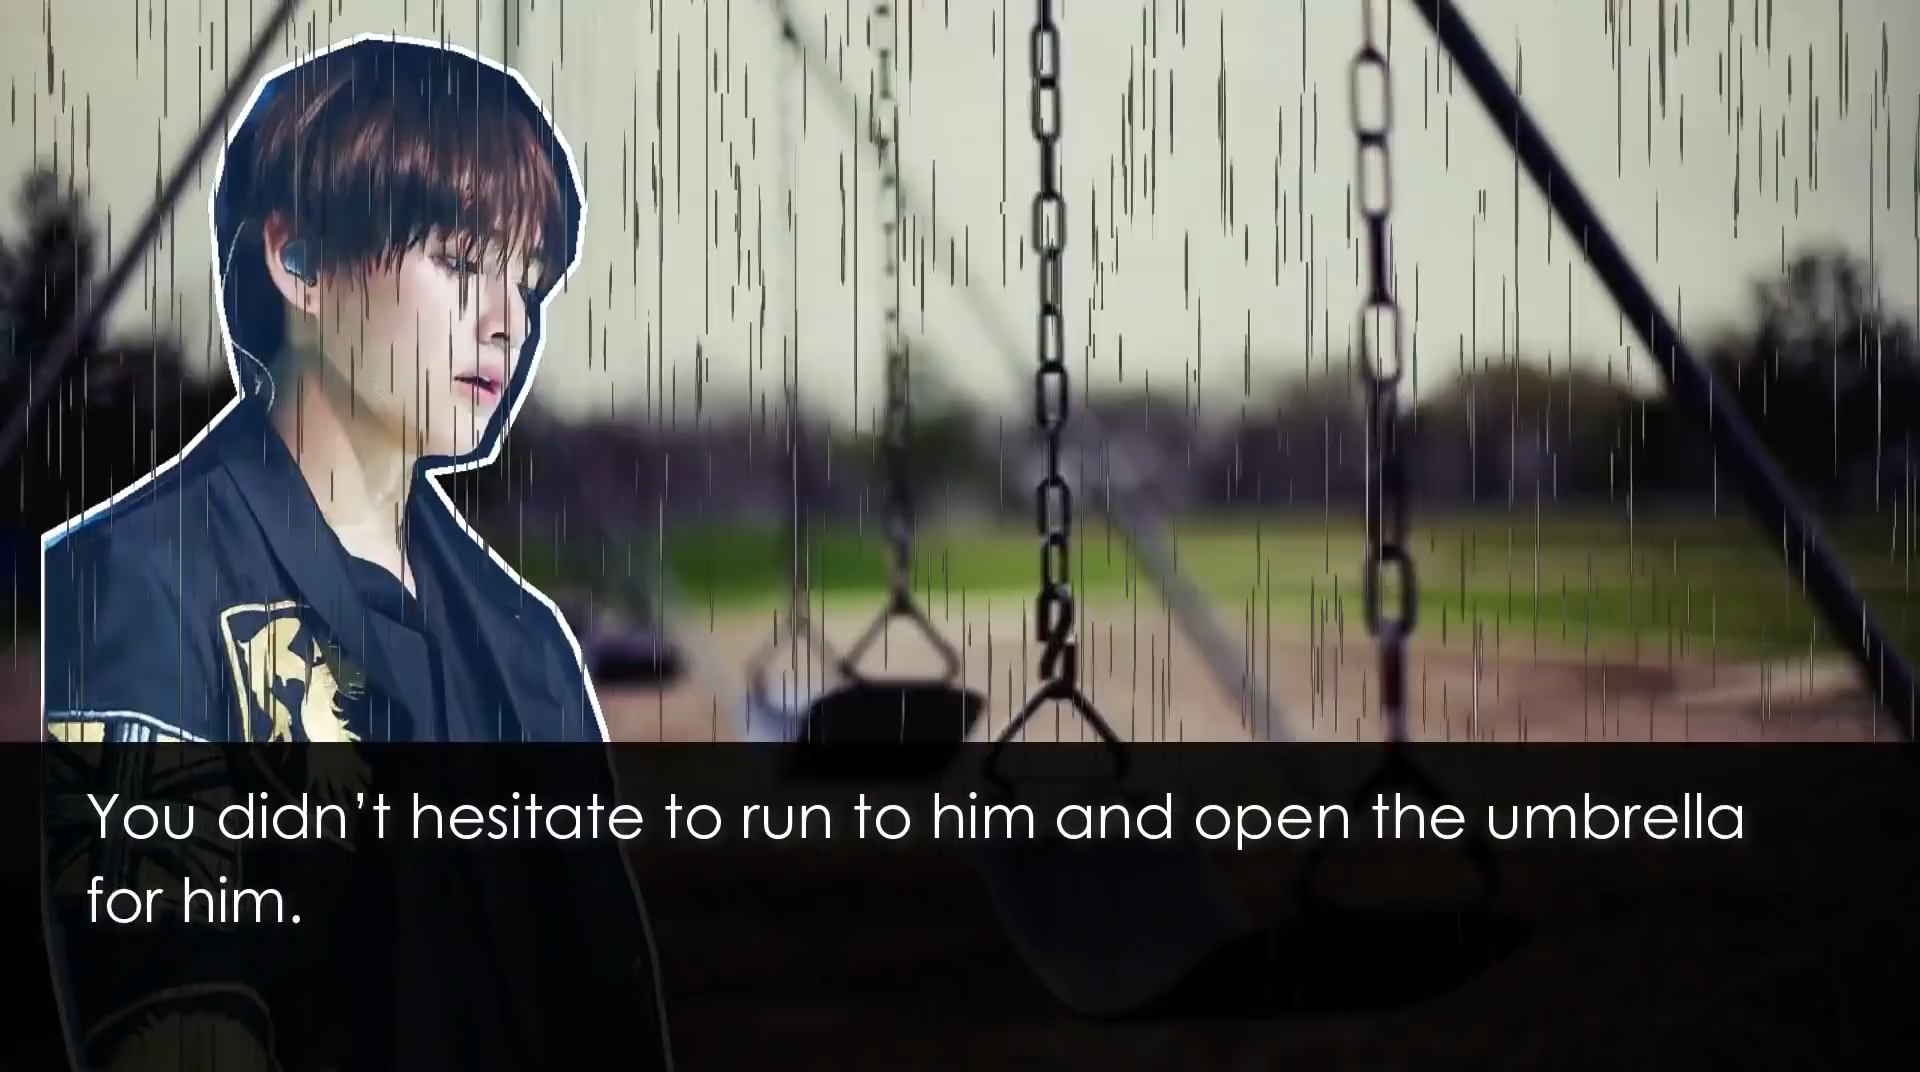 You didn’t hesitate to run to him and open the umbrella
for him.